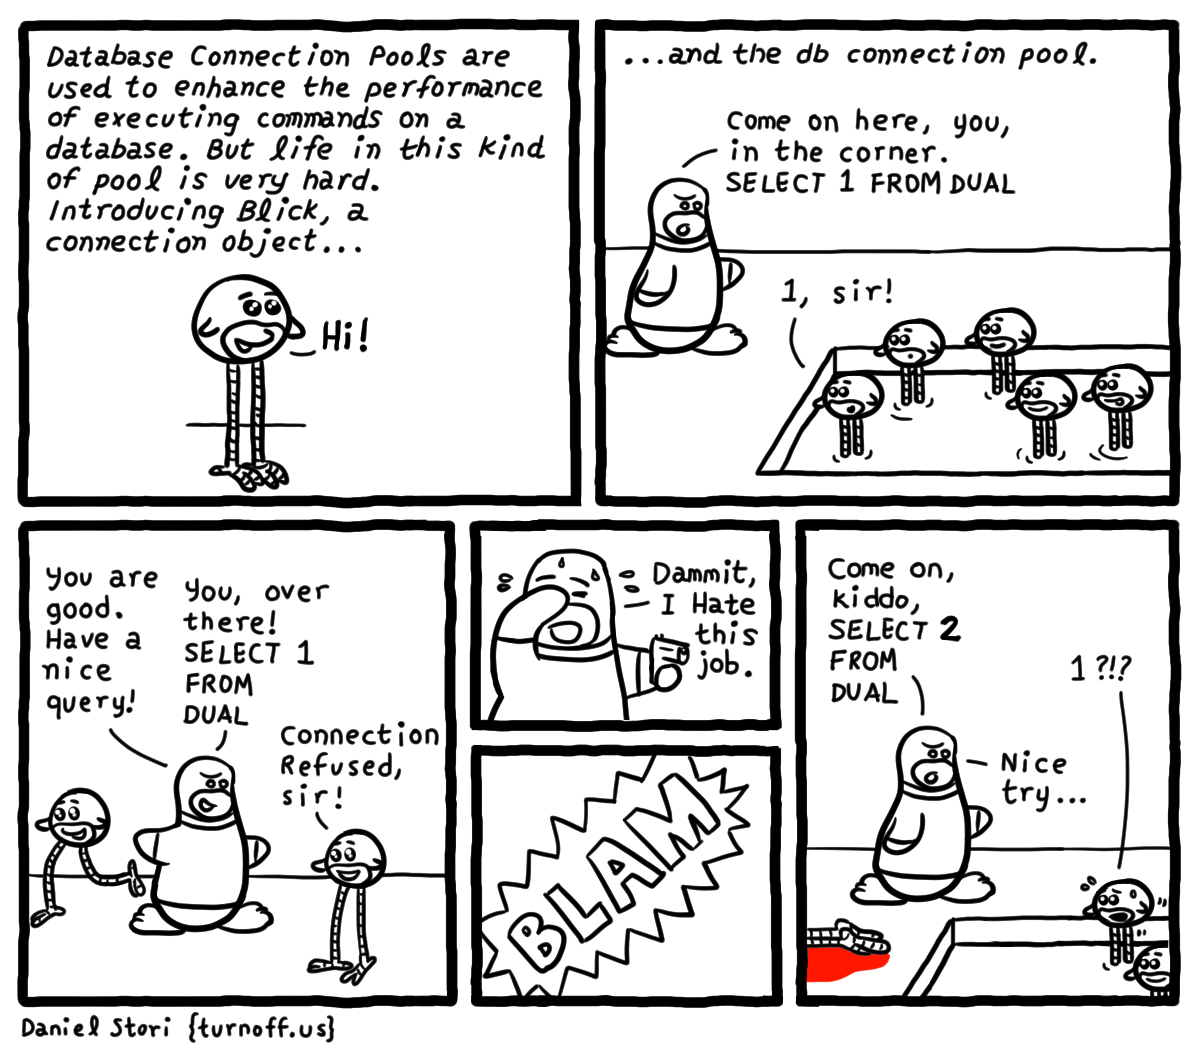 Database Connection Pools are
used to enhance the performance
of executing commands on a
database. But life in this kind
of pool is very hard.
Introducing Blick, a
connection object...
Hi!
...and the db connection pool.
Come on here, you,
in the corner.
SELECT 1 FROM DUAL
1, sir!
You are
good.
Have a
nice
query!
You, over
there!
SELECT 1
FROM
DUAL
Connection
Refused,
sir!
Dammit,
I Hate
this
job.
BLAM
Come on,
kiddo,
SELECT 2
FROM
DUAL
1 ?!?
Nice
try...
Daniel Stori {turnoff.us}